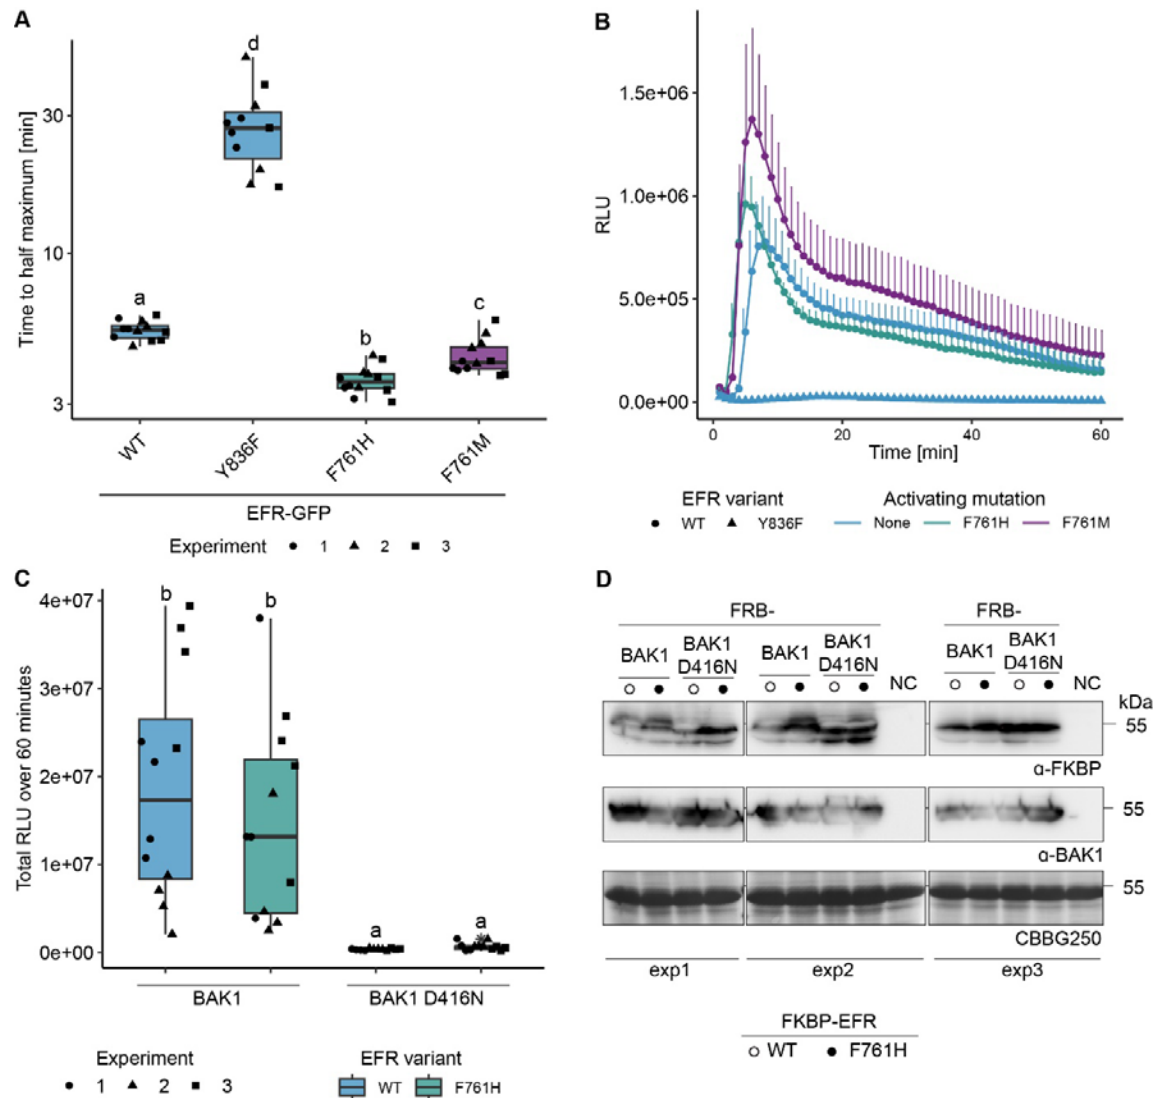 A
Time to half maximum [min]
30
10
3
a
d
b
c
WT
Y836F
F761H
F761M
EFR-GFP
Experiment 1 2 3
B
RLU
1.5e+06
1.0e+06
5.0e+05
0.0e+00
0 20 40 60
Time [min]
EFR variant Activating mutation
WT Y836F None F761H F761M
C
Total RLU over 60 minutes
4e+07
3e+07
2e+07
1e+07
0e+00
b
b
a
a
BAK1 BAK1 D416N
Experiment EFR variant
1 2 3 WT F761H
D
FRB- FRB-
BAK1 BAK1 D416N BAK1 BAK1 D416N NC BAK1 BAK1 D416N NC
kDa
55
α-FKBP
55
α-BAK1
55
CBBG250
exp1 exp2 exp3
FKBP-EFR
WT F761H